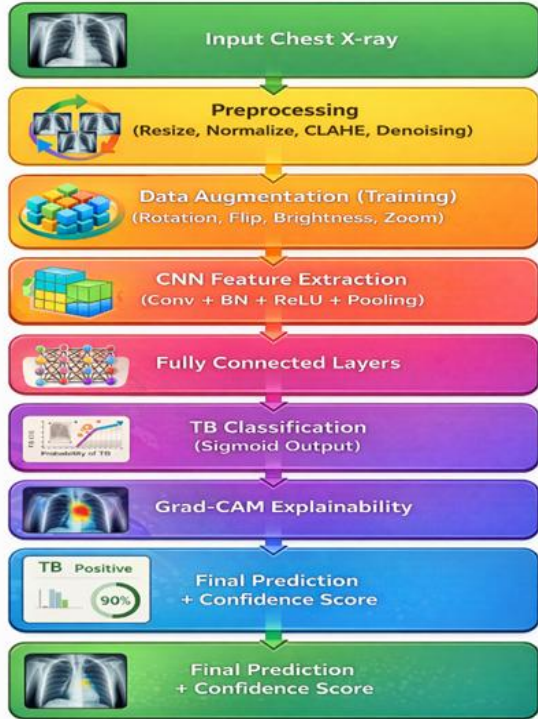 Input Chest X-ray
Preprocessing
(Resize, Normalize, CLAHE, Denoising)
Data Augmentation (Training)
(Rotation, Flip, Brightness, Zoom)
CNN Feature Extraction
(Conv + BN + ReLU + Pooling)
Fully Connected Layers
TB Classification
(Sigmoid Output)
Probability of TB
Grad-CAM Explainability
TB Positive
90%
Final Prediction
+ Confidence Score
Final Prediction
+ Confidence Score